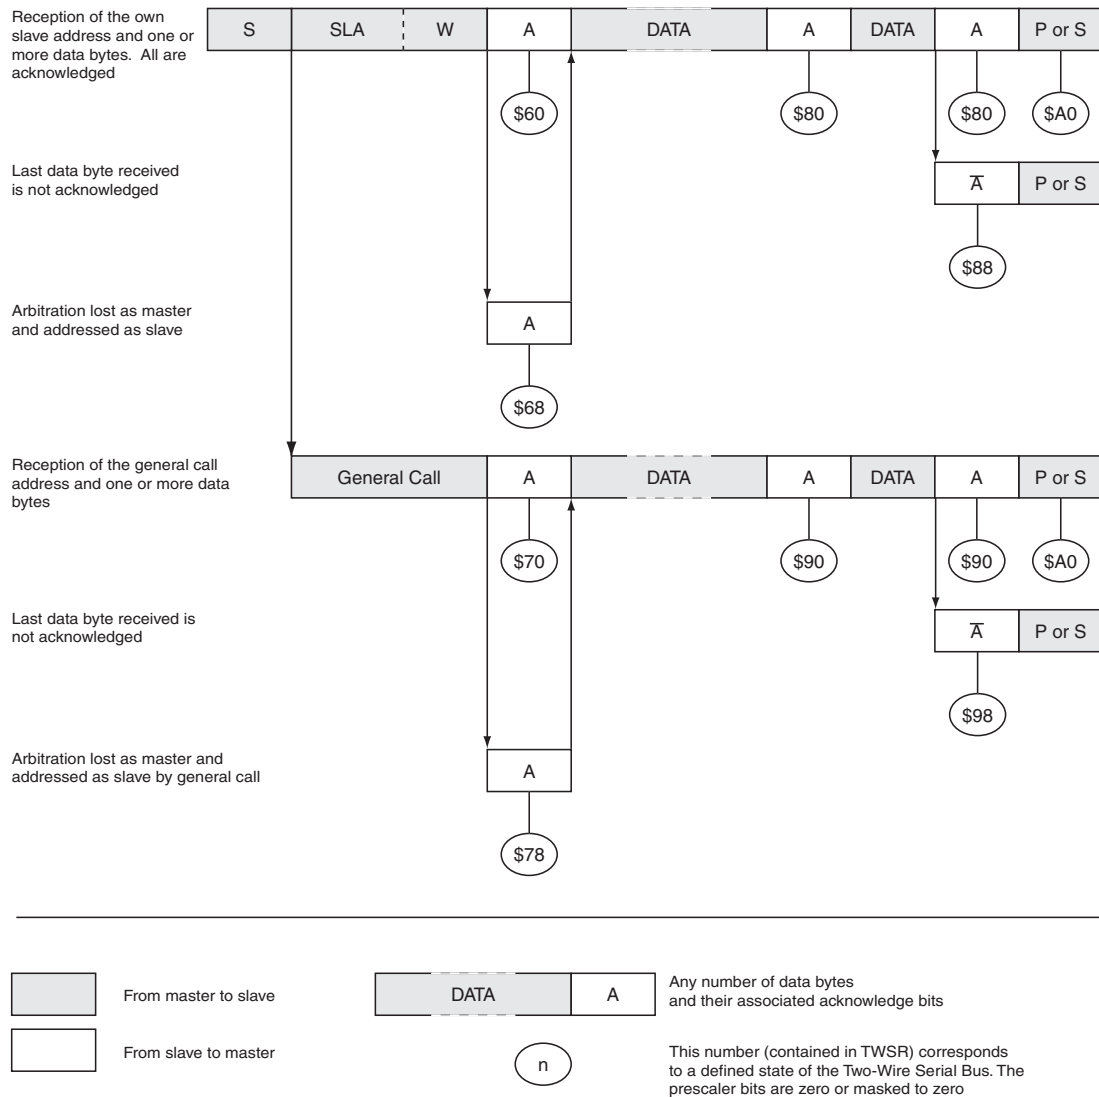 Reception of the own
slave address and one or
more data bytes. All are
acknowledged
S SLA W A DATA A DATA A P or S
$60 $80 $80 $A0
Last data byte received
is not acknowledged
A̅ P or S
$88
Arbitration lost as master
and addressed as slave
A
$68
Reception of the general call
address and one or more data
bytes
General Call A DATA A DATA A P or S
$70 $90 $90 $A0
Last data byte received is
not acknowledged
A̅ P or S
$98
Arbitration lost as master and
addressed as slave by general call
A
$78
From master to slave
DATA A
Any number of data bytes
and their associated acknowledge bits
From slave to master
n
This number (contained in TWSR) corresponds
to a defined state of the Two-Wire Serial Bus. The
prescaler bits are zero or masked to zero